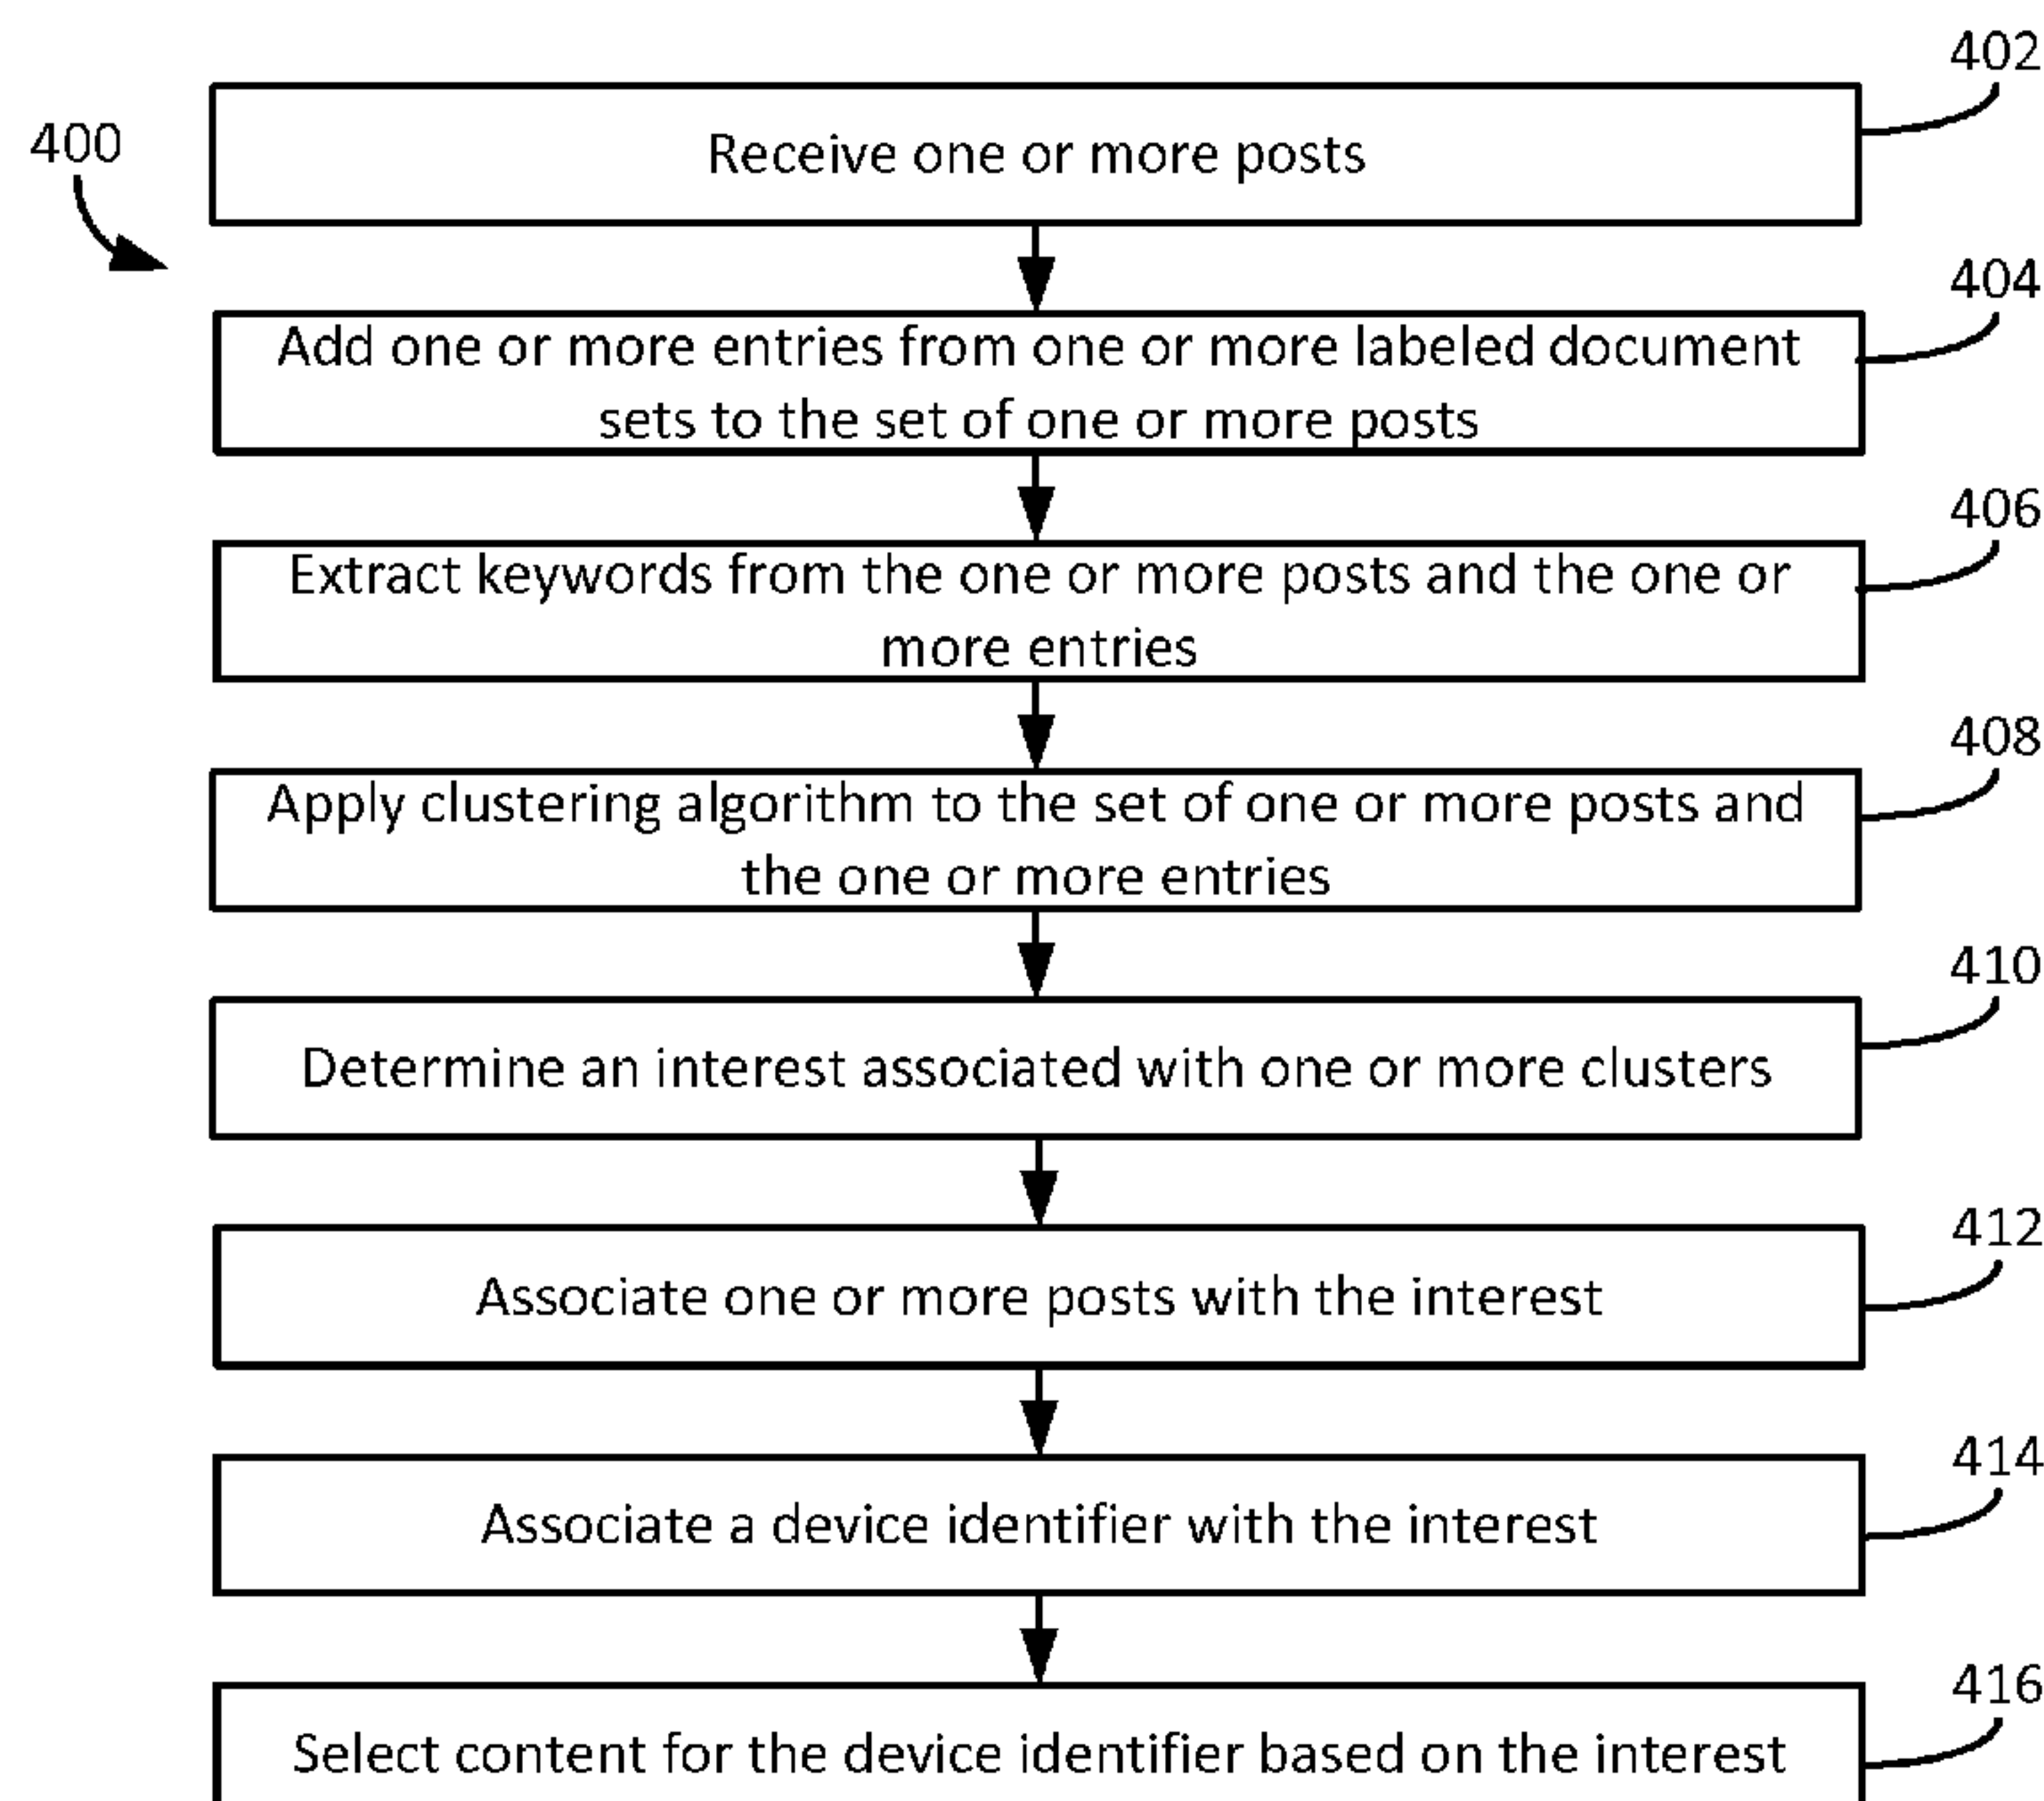 402
400
Receive one or more posts
404
Add one or more entries from one or more labeled document
sets to the set of one or more posts
406
Extract keywords from the one or more posts and the one or
more entries
408
Apply clustering algorithm to the set of one or more posts and
the one or more entries
410
Determine an interest associated with one or more clusters
412
Associate one or more posts with the interest
414
Associate a device identifier with the interest
416
Select content for the device identifier based on the interest